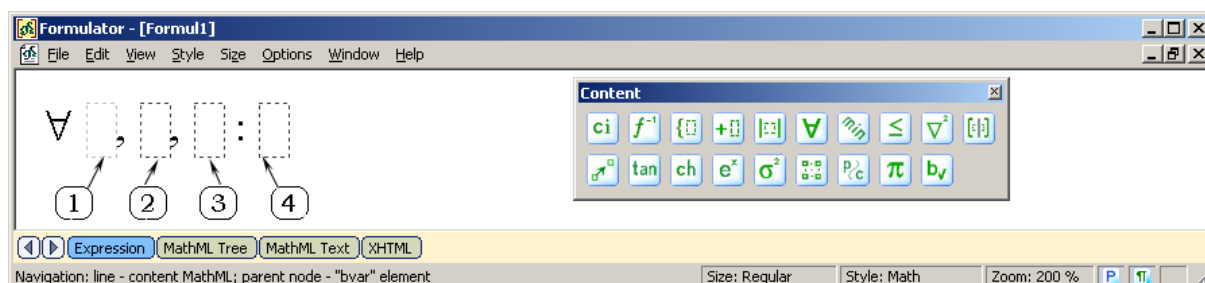 Formulator - [Formul1]
File Edit View Style Size Options Window Help
∀ , , :
1 2 3 4
Content
ci f⁻¹ {▯ +▯ |▯| ∀ m/n ≤ ∇² [▯|▯]
tan ch eˣ σ² P/C π b√
Expression MathML Tree MathML Text XHTML
Navigation: line - content MathML; parent node - "bvar" element Size: Regular Style: Math Zoom: 200 % P ¶